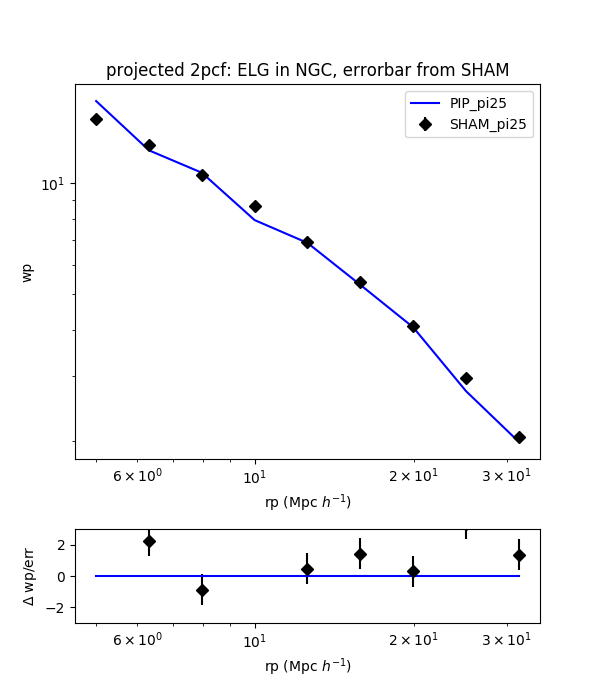 projected 2pcf: ELG in NGC, errorbar from SHAM
PIP_pi25
SHAM_pi25
10¹
wp
6 × 10⁰
10¹
2 × 10¹
3 × 10¹
rp (Mpc h⁻¹)
2
0
−2
Δ wp/err
6 × 10⁰
10¹
2 × 10¹
3 × 10¹
rp (Mpc h⁻¹)